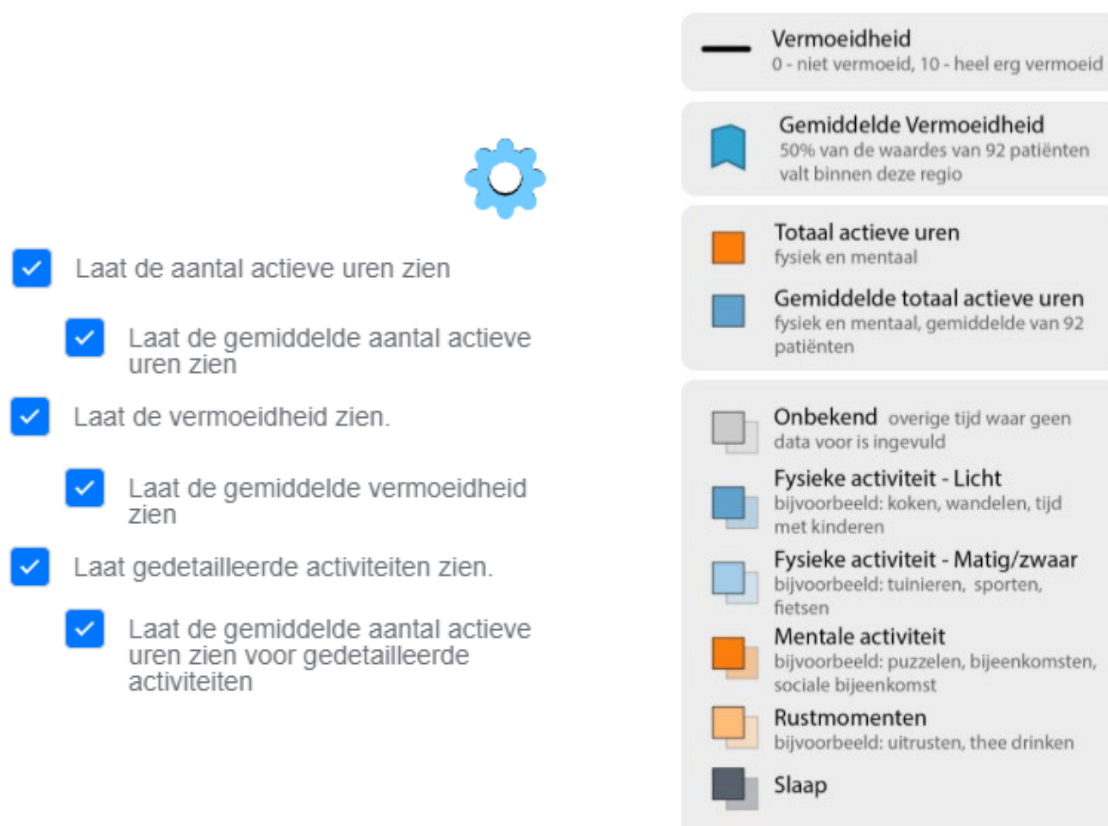 Laat de aantal actieve uren zien
Laat de gemiddelde aantal actieve
uren zien
Laat de vermoeidheid zien.
Laat de gemiddelde vermoeidheid
zien
Laat gedetailleerde activiteiten zien.
Laat de gemiddelde aantal actieve
uren zien voor gedetailleerde
activiteiten
Vermoeidheid
0 - niet vermoeid, 10 - heel erg vermoeid
Gemiddelde Vermoeidheid
50% van de waardes van 92 patiënten
valt binnen deze regio
Totaal actieve uren
fysiek en mentaal
Gemiddelde totaal actieve uren
fysiek en mentaal, gemiddelde van 92
patiënten
Onbekend overige tijd waar geen
data voor is ingevuld
Fysieke activiteit - Licht
bijvoorbeeld: koken, wandelen, tijd
met kinderen
Fysieke activiteit - Matig/zwaar
bijvoorbeeld: tuinieren, sporten,
fietsen
Mentale activiteit
bijvoorbeeld: puzzelen, bijeenkomsten,
sociale bijeenkomst
Rustmomenten
bijvoorbeeld: uitrusten, thee drinken
Slaap